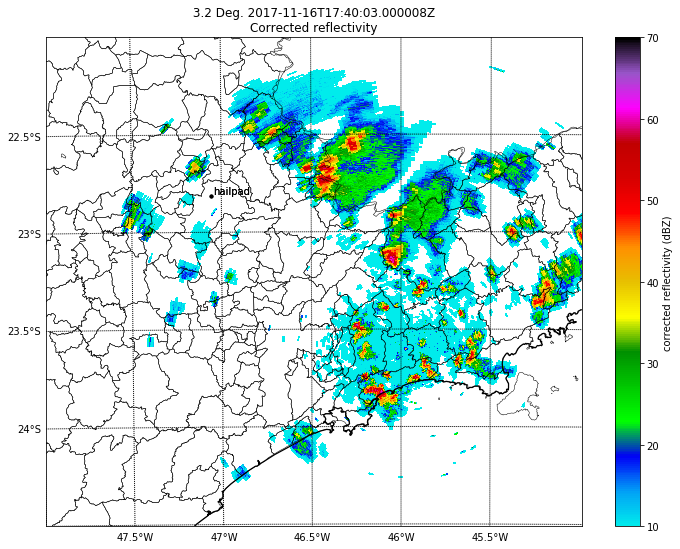 3.2 Deg. 2017-11-16T17:40:03.000008Z
Corrected reflectivity
22.5°S
23°S
23.5°S
24°S
hailpad
47.5°W
47°W
46.5°W
46°W
45.5°W
70
60
50
40
30
20
10
corrected reflectivity (dBZ)